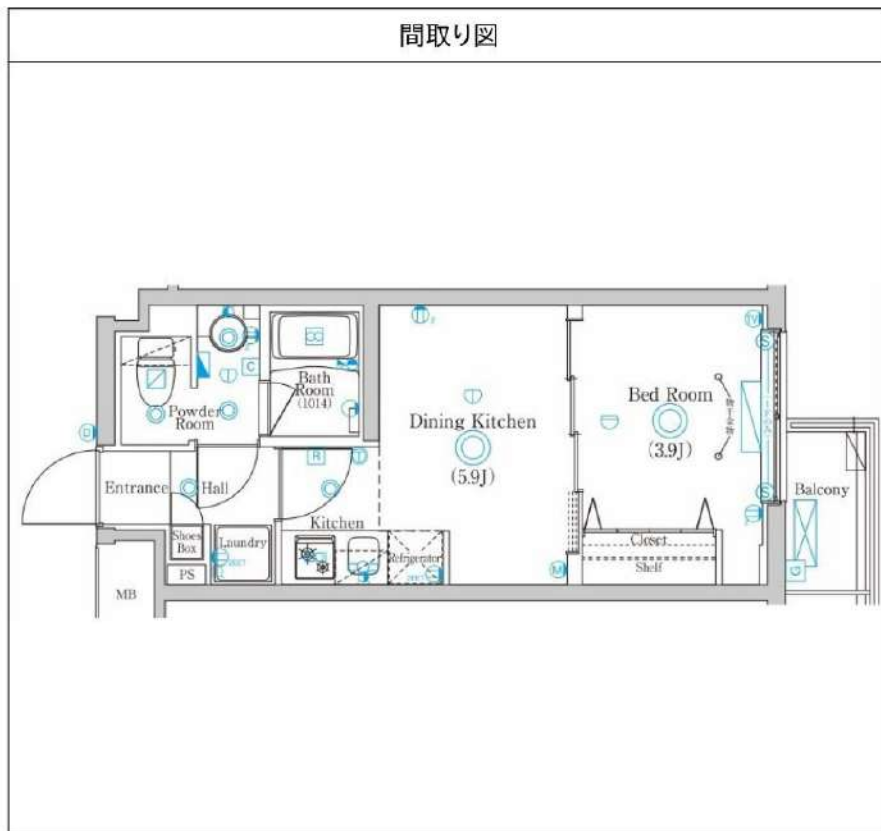 間取り図
Bath
Room
(1014)
Powder
Room
Dining Kitchen
(5.9J)
Bed Room
(3.9J)
Entrance
Hall
Kitchen
Balcony
Shoes
Box
Laundry
Refrigerator
Closet
Shelf
PS
MB
TV
S
S
C
R
T
D
M
G